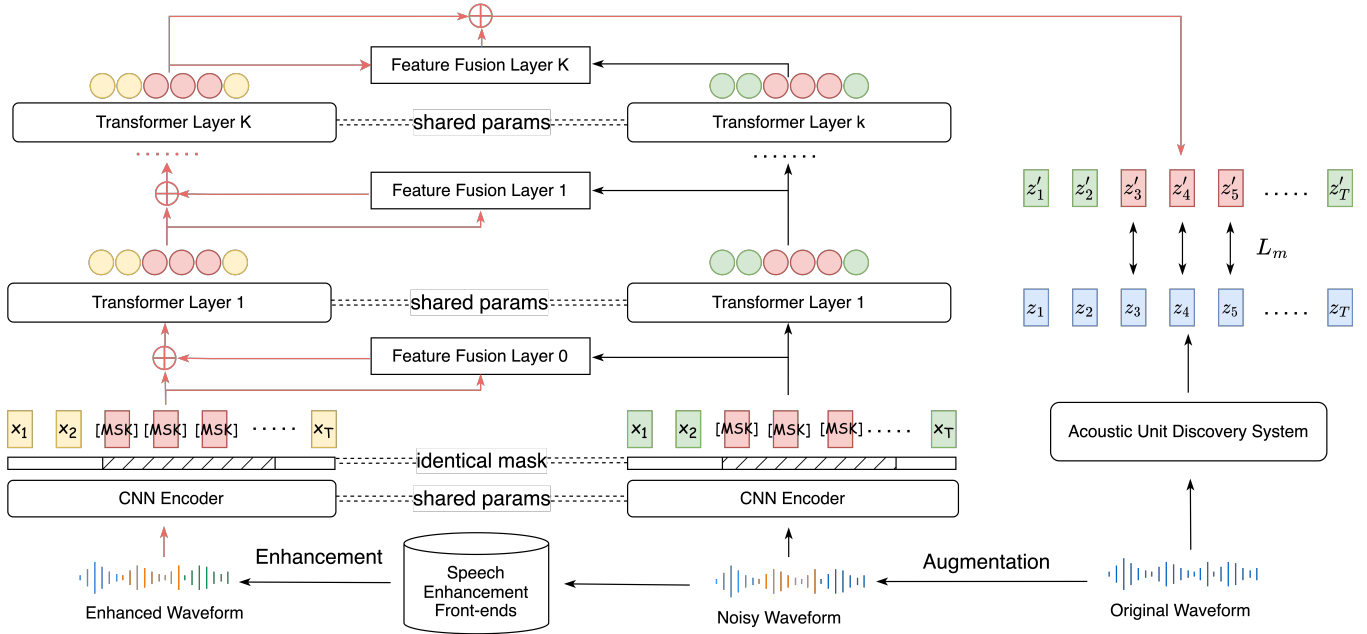 Feature Fusion Layer K
Transformer Layer K
shared params
Transformer Layer k
· · · · · · ·
· · · · · · ·
Feature Fusion Layer 1
z′1 z′2 z′3 z′4 z′5 ····· z′T
Lm
Transformer Layer 1
shared params
Transformer Layer 1
z1 z2 z3 z4 z5 ····· zT
Feature Fusion Layer 0
x1 x2 [MSK] [MSK] [MSK] ····· xT
x1 x2 [MSK] [MSK] [MSK] ····· xT
Acoustic Unit Discovery System
identical mask
CNN Encoder
shared params
CNN Encoder
Enhancement
Speech
Enhancement
Front-ends
Augmentation
Enhanced Waveform
Noisy Waveform
Original Waveform